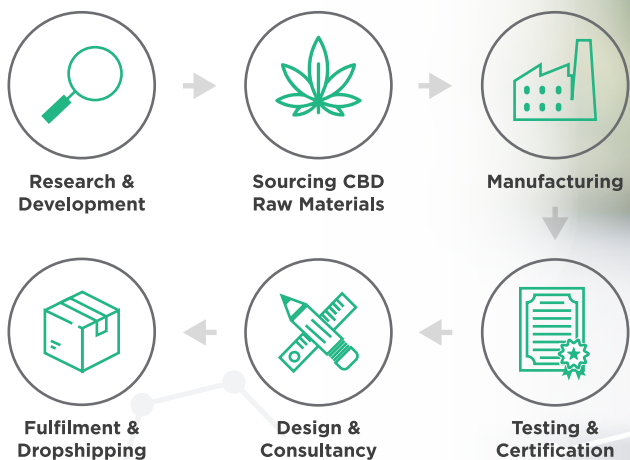 Research &
Development
Sourcing CBD
Raw Materials
Manufacturing
Testing &
Certification
Design &
Consultancy
Fulfilment &
Dropshipping